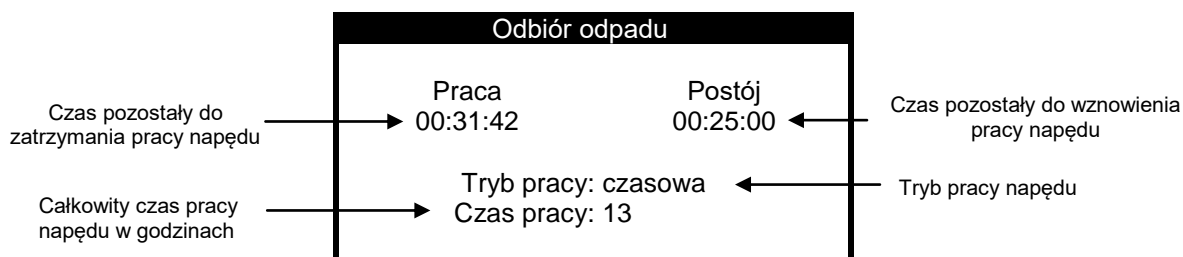 Odbiór odpadu
Praca
Postój
00:31:42
00:25:00
Czas pozostały do
zatrzymania pracy napędu
Czas pozostały do wznowienia
pracy napędu
Tryb pracy: czasowa
Tryb pracy napędu
Czas pracy: 13
Całkowity czas pracy
napędu w godzinach